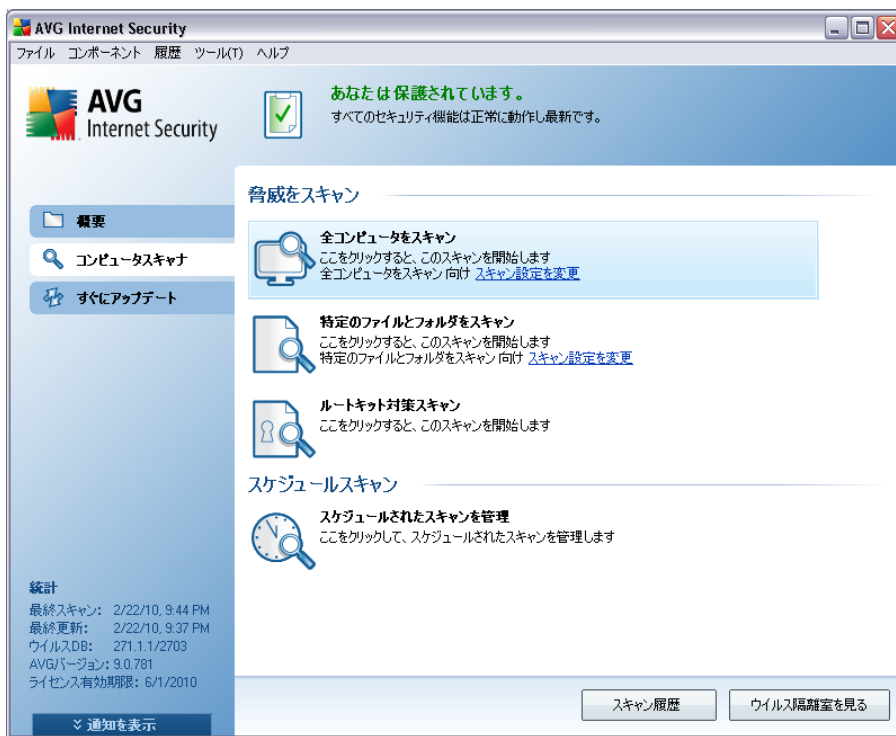 AVG Internet Security
ファイル コンポーネント 履歴 ツール(T) ヘルプ
AVG
Internet Security
あなたは保護されています。
すべてのセキュリティ機能は正常に動作し最新です。
概要
コンピュータスキャナ
すぐにアップデート
脅威をスキャン
全コンピュータをスキャン
ここをクリックすると、このスキャンを開始します
全コンピュータをスキャン 向け スキャン設定を変更
特定のファイルとフォルダをスキャン
ここをクリックすると、このスキャンを開始します
特定のファイルとフォルダをスキャン 向け スキャン設定を変更
ルートキット対策スキャン
ここをクリックすると、このスキャンを開始します
スケジュールスキャン
スケジュールされたスキャンを管理
ここをクリックして、スケジュールされたスキャンを管理します
統計
最終スキャン: 2/22/10, 9:44 PM
最終更新: 2/22/10, 9:37 PM
ウイルスDB: 271.1.1/2703
AVGバージョン: 9.0.781
ライセンス有効期限: 6/1/2010
通知を表示
スキャン履歴
ウイルス隔離室を見る